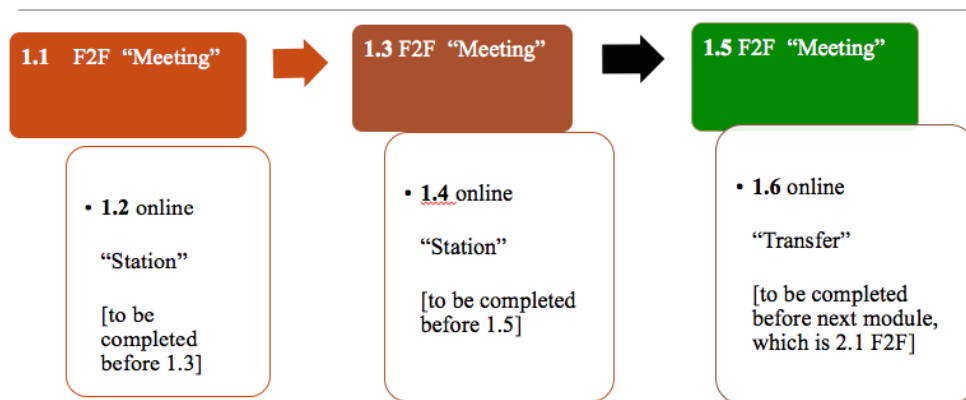 1.1 F2F “Meeting”
• 1.2 online
“Station”
[to be
completed
before 1.3]
1.3 F2F “Meeting”
• 1.4 online
“Station”
[to be completed
before 1.5]
1.5 F2F “Meeting”
• 1.6 online
“Transfer”
[to be completed
before next module,
which is 2.1 F2F]